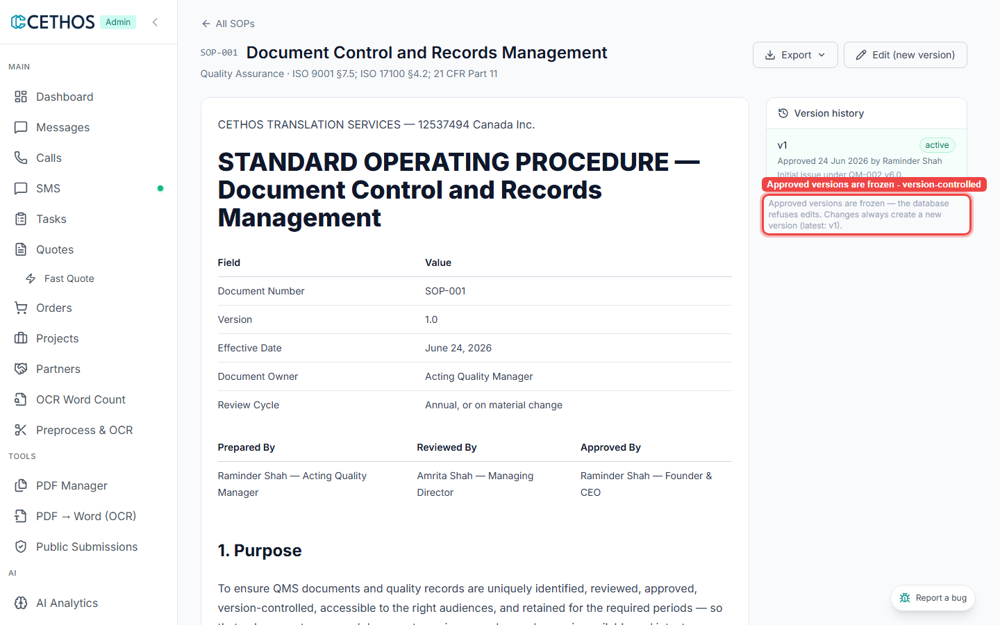 CETHOS Admin
MAIN
Dashboard
Messages
Calls
SMS
Tasks
Quotes
Fast Quote
Orders
Projects
Partners
OCR Word Count
Preprocess & OCR
TOOLS
PDF Manager
PDF → Word (OCR)
Public Submissions
AI
AI Analytics
All SOPs
SOP-001 Document Control and Records Management
Quality Assurance · ISO 9001 §7.5; ISO 17100 §4.2; 21 CFR Part 11
Export
Edit (new version)
CETHOS TRANSLATION SERVICES — 12537494 Canada Inc.
STANDARD OPERATING PROCEDURE —
Document Control and Records
Management
Field Value
Document Number SOP-001
Version 1.0
Effective Date June 24, 2026
Document Owner Acting Quality Manager
Review Cycle Annual, or on material change
Prepared By Reviewed By Approved By
Raminder Shah — Acting Quality Amrita Shah — Managing Raminder Shah — Founder &
Manager Director CEO
1. Purpose
To ensure QMS documents and quality records are uniquely identified, reviewed, approved,
version-controlled, accessible to the right audiences, and retained for the required periods — so
Version history
v1 active
Approved 24 Jun 2026 by Raminder Shah
Initial issue under QM-002 v6.0
Approved versions are frozen - version-controlled
Approved versions are frozen — the database
refuses edits. Changes always create a new
version (latest: v1).
Report a bug